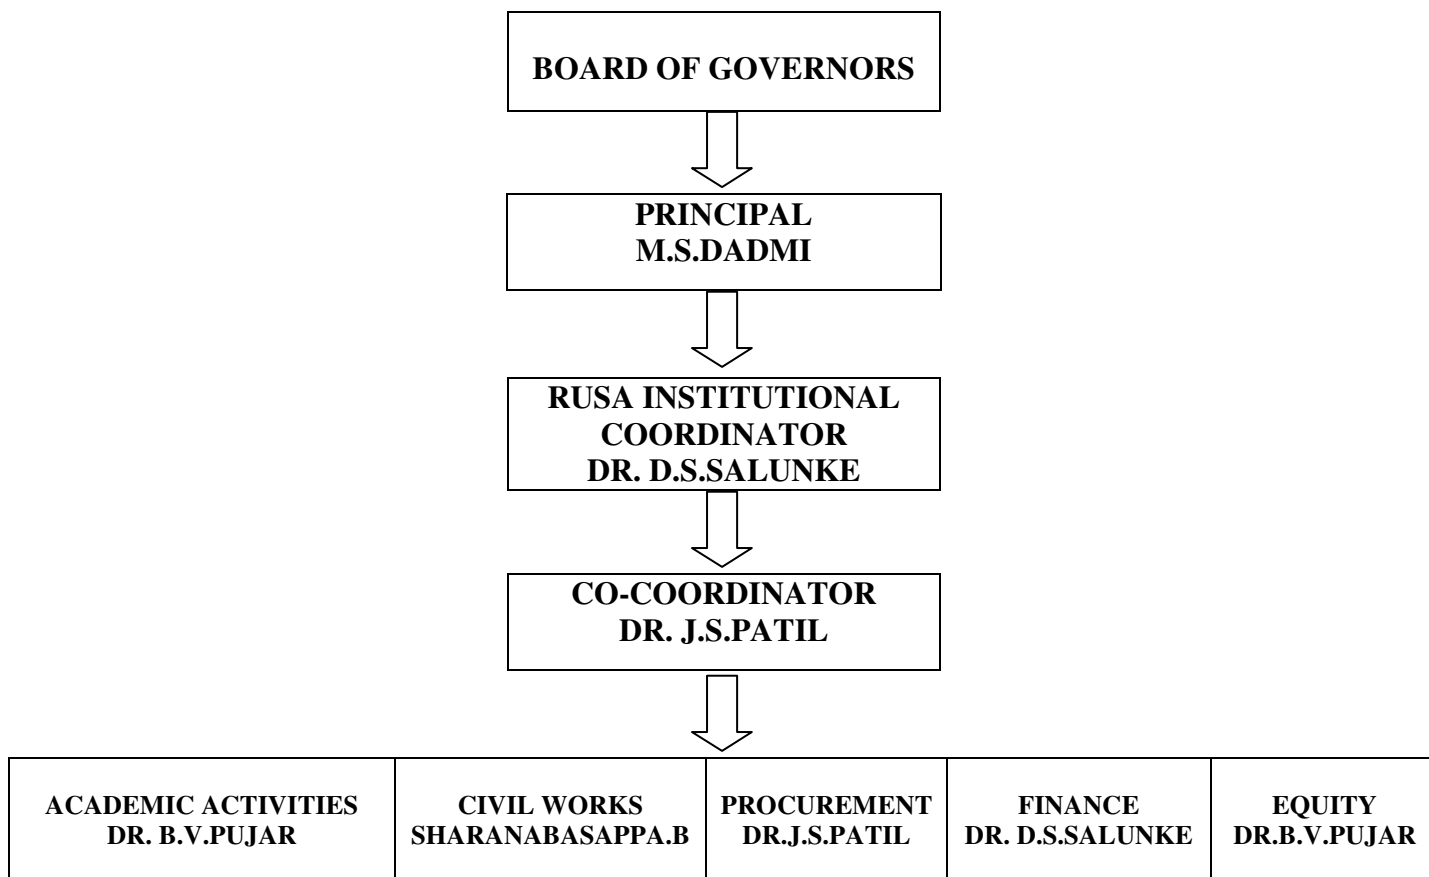 BOARD OF GOVERNORS
PRINCIPAL
M.S.DADMI
RUSA INSTITUTIONAL
COORDINATOR
DR. D.S.SALUNKE
CO-COORDINATOR
DR. J.S.PATIL
ACADEMIC ACTIVITIES
DR. B.V.PUJAR
CIVIL WORKS
SHARANABASAPPA.B
PROCUREMENT
DR.J.S.PATIL
FINANCE
DR. D.S.SALUNKE
EQUITY
DR.B.V.PUJAR